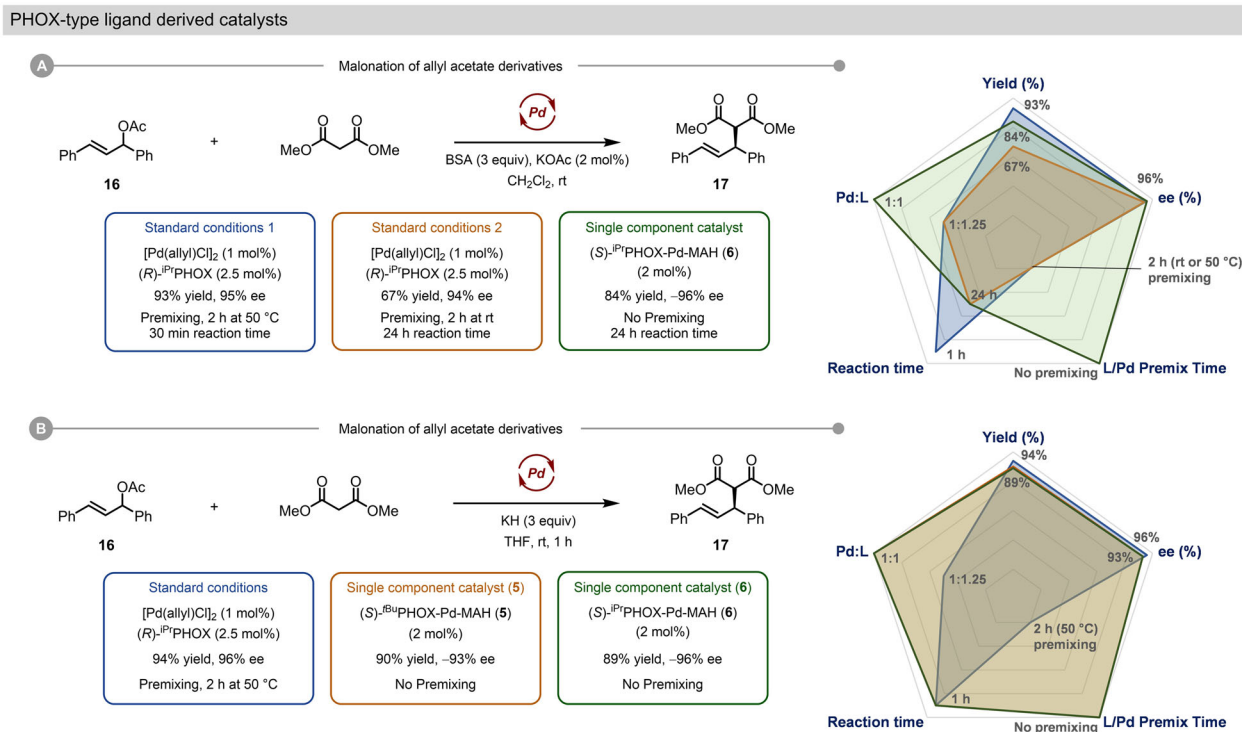 PHOX-type ligand derived catalysts
A
Malonation of allyl acetate derivatives
OAc
Ph
Ph
16
+
O
O
MeO
OMe
Pd
BSA (3 equiv), KOAc (2 mol%)
CH2Cl2, rt
O
O
MeO
OMe
Ph
Ph
17
Standard conditions 1
[Pd(allyl)Cl]2 (1 mol%)
(R)-iPrPHOX (2.5 mol%)
93% yield, 95% ee
Premixing, 2 h at 50 °C
30 min reaction time
Standard conditions 2
[Pd(allyl)Cl]2 (1 mol%)
(R)-iPrPHOX (2.5 mol%)
67% yield, 94% ee
Premixing, 2 h at rt
24 h reaction time
Single component catalyst
(S)-iPrPHOX-Pd-MAH (6)
(2 mol%)
84% yield, –96% ee
No Premixing
24 h reaction time
Yield (%)
93%
84%
67%
96%
ee (%)
Pd:L
1:1
1:1.25
2 h (rt or 50 °C)
premixing
24 h
1 h
Reaction time
No premixing
L/Pd Premix Time
B
Malonation of allyl acetate derivatives
OAc
Ph
Ph
16
+
O
O
MeO
OMe
Pd
KH (3 equiv)
THF, rt, 1 h
O
O
MeO
OMe
Ph
Ph
17
Standard conditions
[Pd(allyl)Cl]2 (1 mol%)
(R)-iPrPHOX (2.5 mol%)
94% yield, 96% ee
Premixing, 2 h at 50 °C
Single component catalyst (5)
(S)-tBuPHOX-Pd-MAH (5)
(2 mol%)
90% yield, –93% ee
No Premixing
Single component catalyst (6)
(S)-iPrPHOX-Pd-MAH (6)
(2 mol%)
89% yield, –96% ee
No Premixing
Yield (%)
94%
89%
96%
93%
ee (%)
Pd:L
1:1
1:1.25
2 h (50 °C)
premixing
1 h
Reaction time
No premixing
L/Pd Premix Time